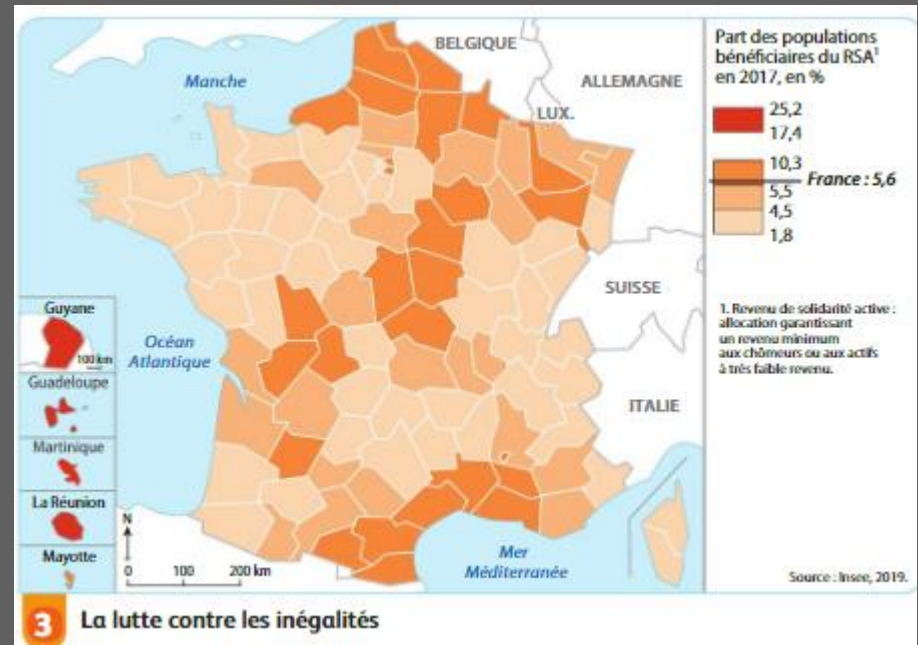 BELGIQUE
Manche
ALLEMAGNE
LUX.
Part des populations
bénéficiaires du RSA¹
en 2017, en %
25,2
17,4
10,3
France : 5,6
5,5
4,5
1,8
SUISSE
1. Revenu de solidarité active :
allocation garantissant
un revenu minimum
aux chômeurs ou aux actifs
à très faible revenu.
Guyane
100 km
Océan
Atlantique
Guadeloupe
ITALIE
Martinique
La Réunion
N
Mayotte
0 100 200 km
Mer
Méditerranée
Source : Insee, 2019.
3 La lutte contre les inégalités